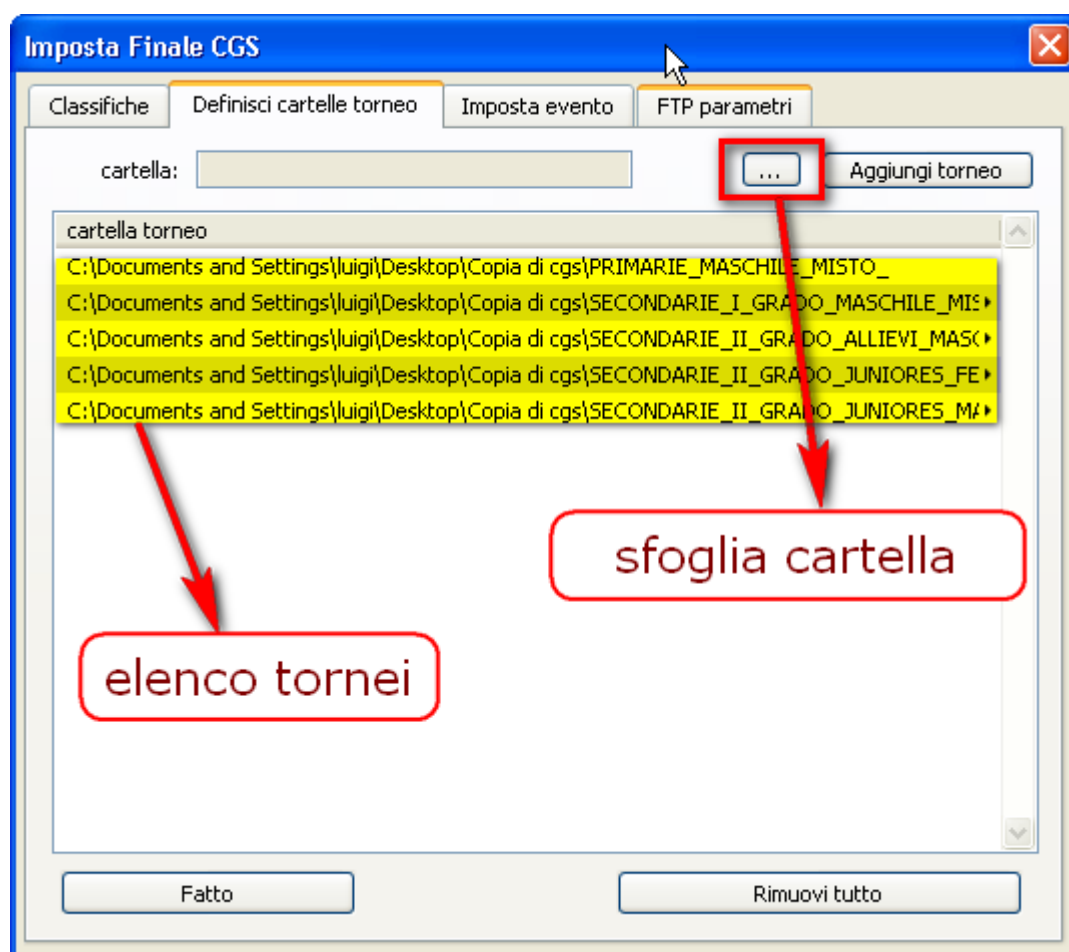 Imposta Finale CGS
Classifiche Definisci cartelle torneo Imposta evento FTP parametri
cartella: ... Aggiungi torneo
cartella torneo
C:\Documents and Settings\luigi\Desktop\Copia di cgs\PRIMARIE_MASCHILE_MISTO_
C:\Documents and Settings\luigi\Desktop\Copia di cgs\SECONDARIE_I_GRADO_MASCHILE_MIS
C:\Documents and Settings\luigi\Desktop\Copia di cgs\SECONDARIE_II_GRADO_ALLIEVI_MASC
C:\Documents and Settings\luigi\Desktop\Copia di cgs\SECONDARIE_II_GRADO_JUNIORES_FE
C:\Documents and Settings\luigi\Desktop\Copia di cgs\SECONDARIE_II_GRADO_JUNIORES_MA
sfoglia cartella
elenco tornei
Fatto Rimuovi tutto